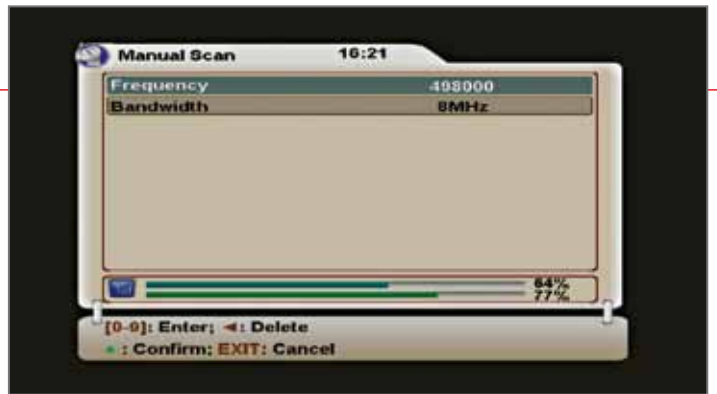 Manual Scan 16:21
Frequency 498000
Bandwidth 8MHz
64%
77%
[0-9]: Enter; ◄: Delete
● : Confirm; EXIT: Cancel